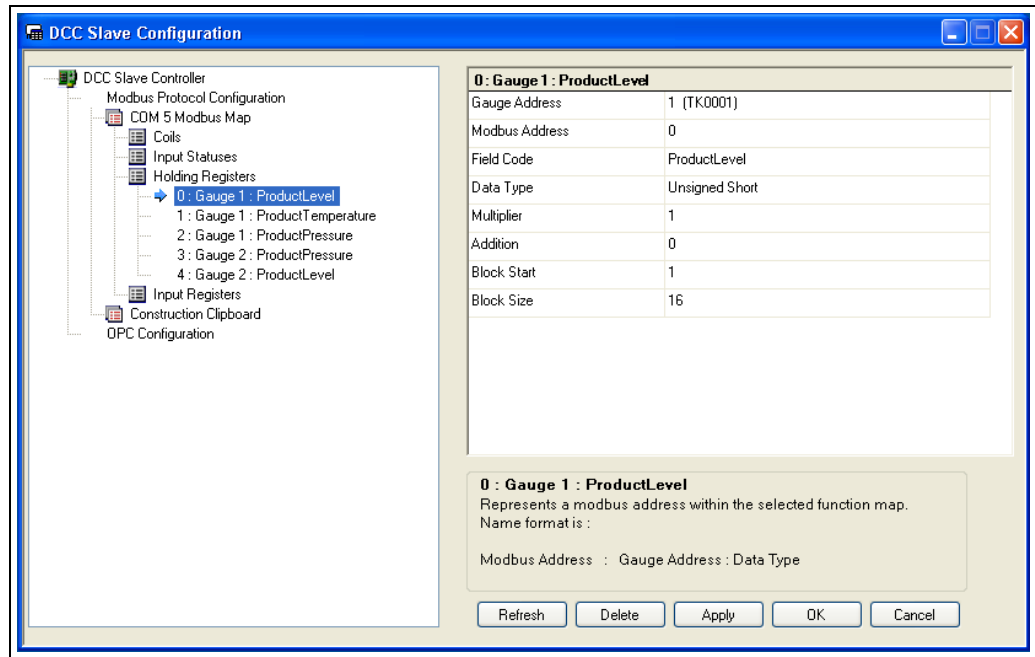 DCC Slave Configuration
DCC Slave Controller
Modbus Protocol Configuration
COM 5 Modbus Map
Coils
Input Statuses
Holding Registers
0 : Gauge 1 : ProductLevel
1 : Gauge 1 : ProductTemperature
2 : Gauge 1 : ProductPressure
3 : Gauge 2 : ProductPressure
4 : Gauge 2 : ProductLevel
Input Registers
Construction Clipboard
OPC Configuration
0 : Gauge 1 : ProductLevel
Gauge Address 1 (TK0001)
Modbus Address 0
Field Code ProductLevel
Data Type Unsigned Short
Multiplier 1
Addition 0
Block Start 1
Block Size 16
0 : Gauge 1 : ProductLevel
Represents a modbus address within the selected function map.
Name format is :
Modbus Address : Gauge Address : Data Type
Refresh Delete Apply OK Cancel